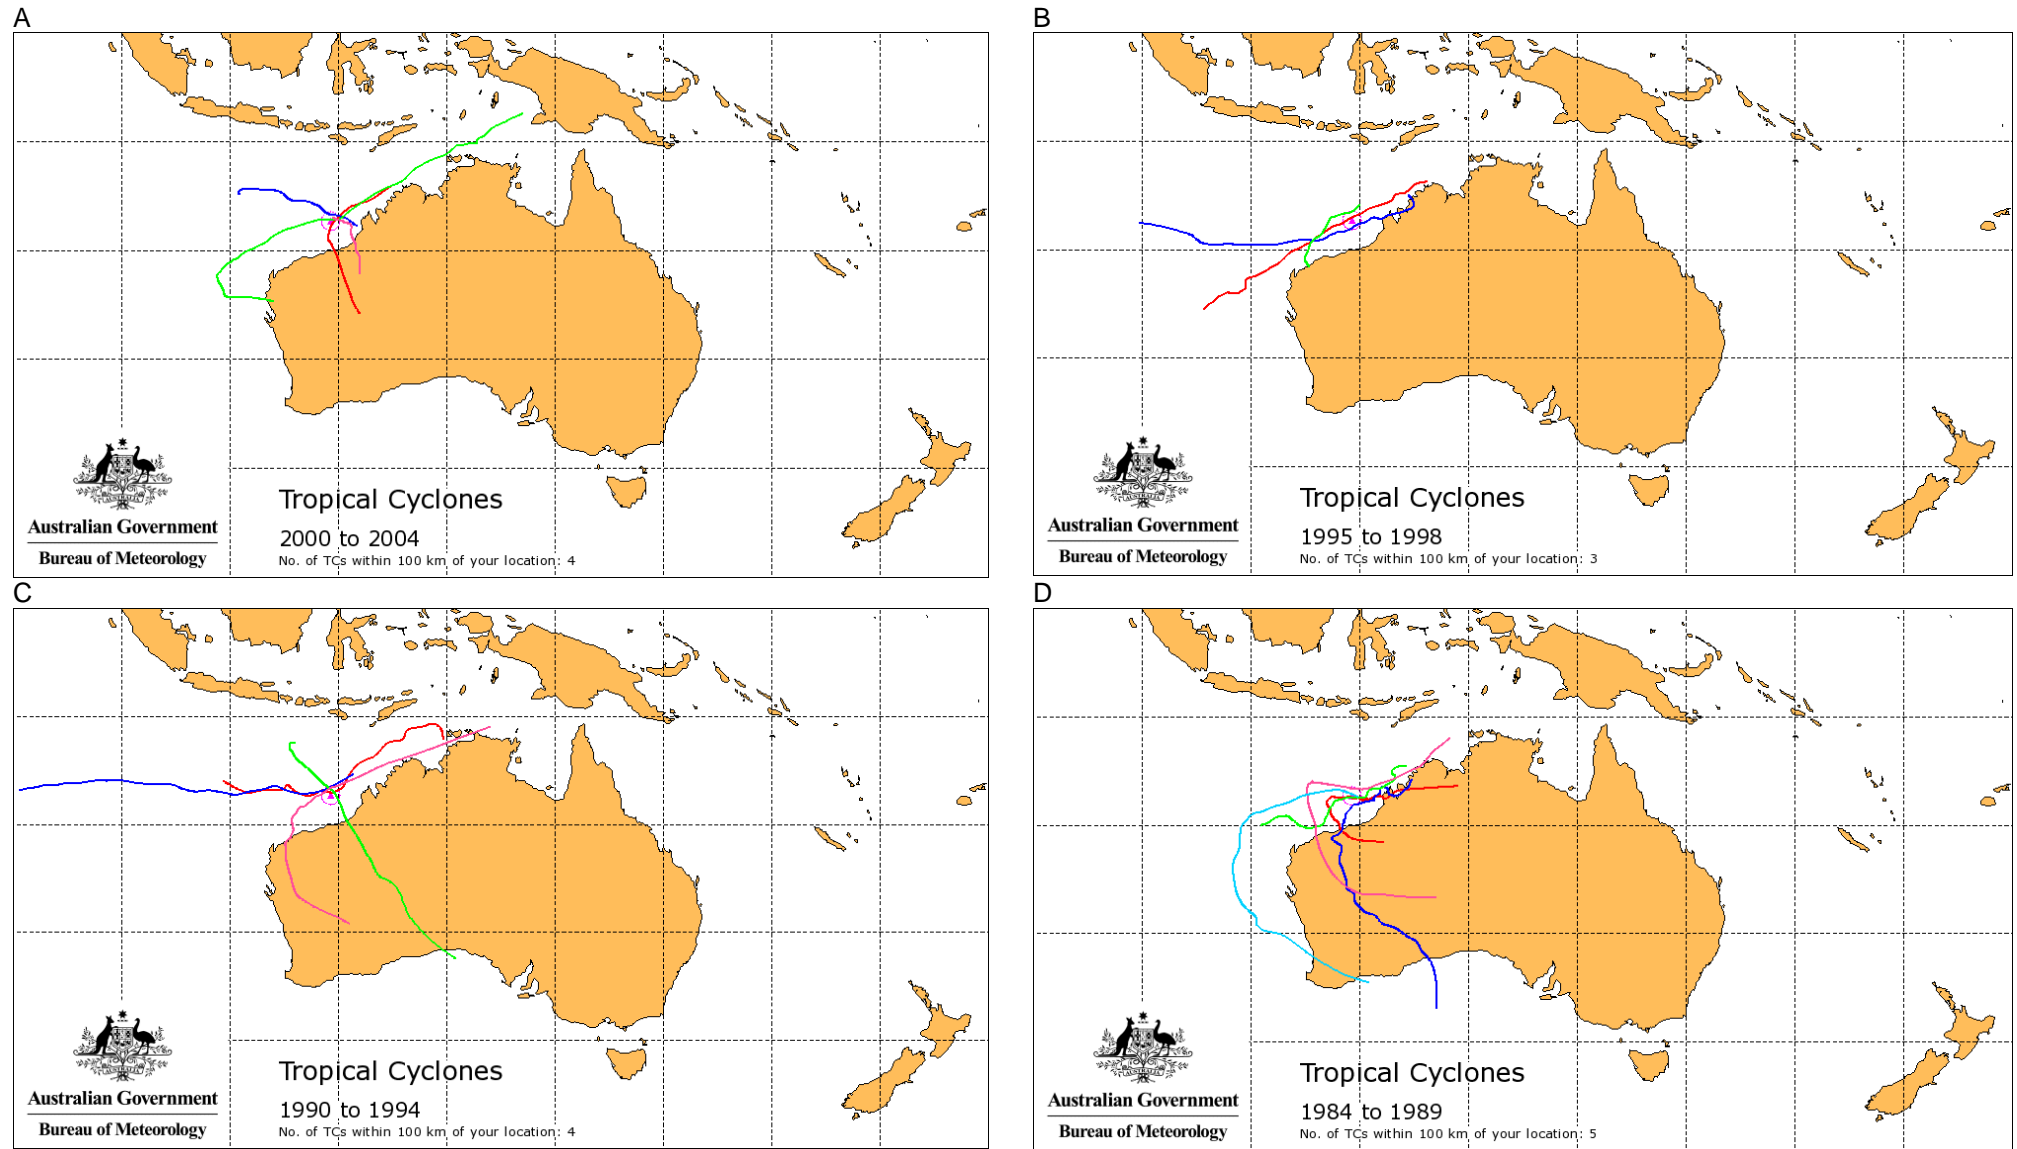 A
Australian Government
Bureau of Meteorology
Tropical Cyclones
2000 to 2004
No. of TCs within 100 km of your location: 4
B
Australian Government
Bureau of Meteorology
Tropical Cyclones
1995 to 1998
No. of TCs within 100 km of your location: 3
C
Australian Government
Bureau of Meteorology
Tropical Cyclones
1990 to 1994
No. of TCs within 100 km of your location: 4
D
Australian Government
Bureau of Meteorology
Tropical Cyclones
1984 to 1989
No. of TCs within 100 km of your location: 5